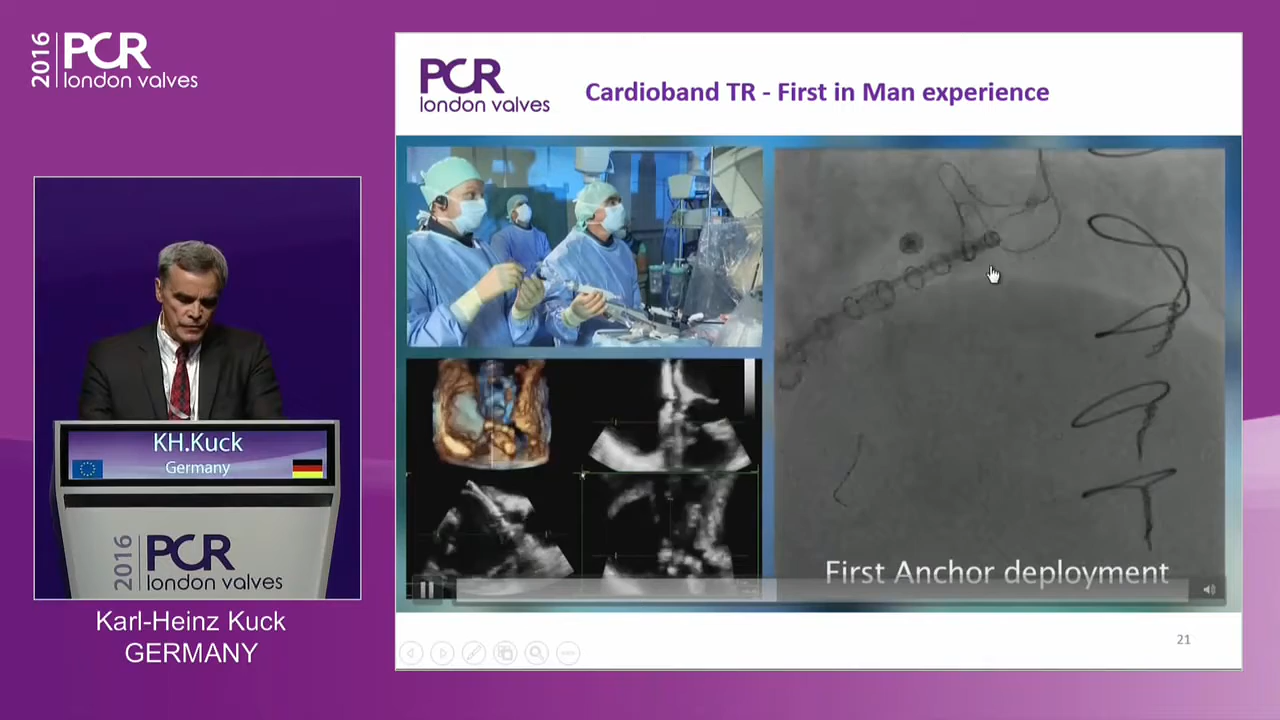 2016
PCR
london valves
PCR
london valves
Cardioband TR - First in Man experience
First Anchor deployment
21
KH.Kuck
Germany
2016
PCR
london valves
Karl-Heinz Kuck
GERMANY